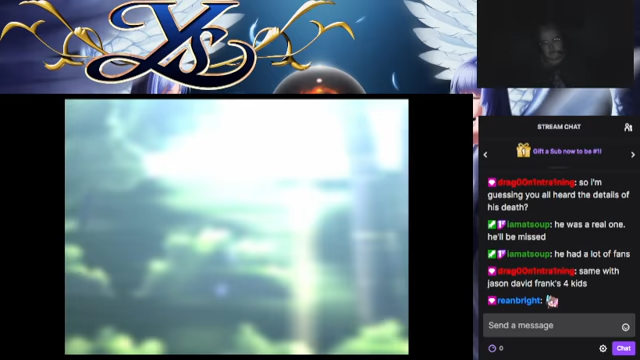 Ys
STREAM CHAT
Gift a Sub now to be #1!
drag00n1ntra1n1ng: so i'm
guessing you all heard the details of
his death?
iamatsoup: he was a real one.
he'll be missed
iamatsoup: he had a lot of fans
drag00n1ntra1n1ng: same with
jason david frank's 4 kids
reanbright:
Send a message
0
Chat